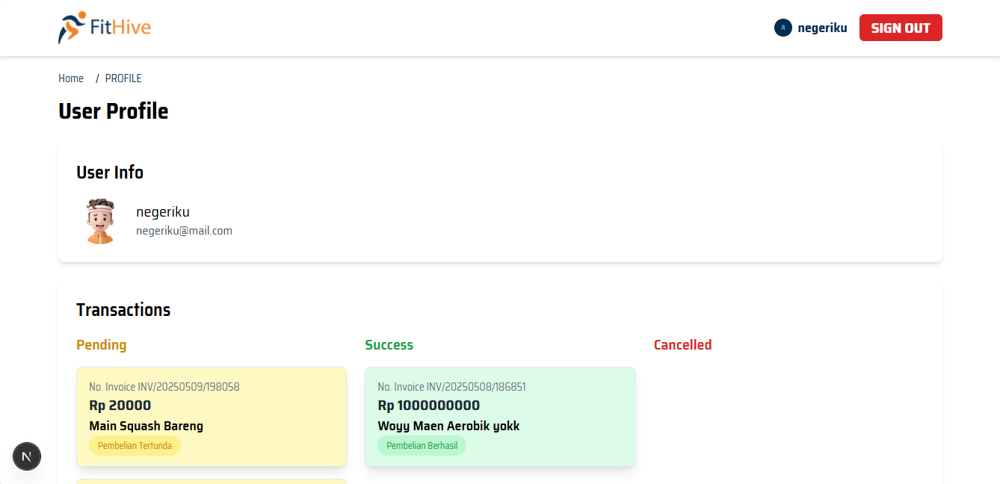 FitHive
negeriku
SIGN OUT
Home / PROFILE
User Profile
User Info
negeriku
negeriku@mail.com
Transactions
Pending
No. Invoice INV/20250509/198058
Rp 20000
Main Squash Bareng
Pembelian Tertunda
Success
No. Invoice INV/20250508/186851
Rp 1000000000
Woyy Maen Aerobik yokk
Pembelian Berhasil
Cancelled
N